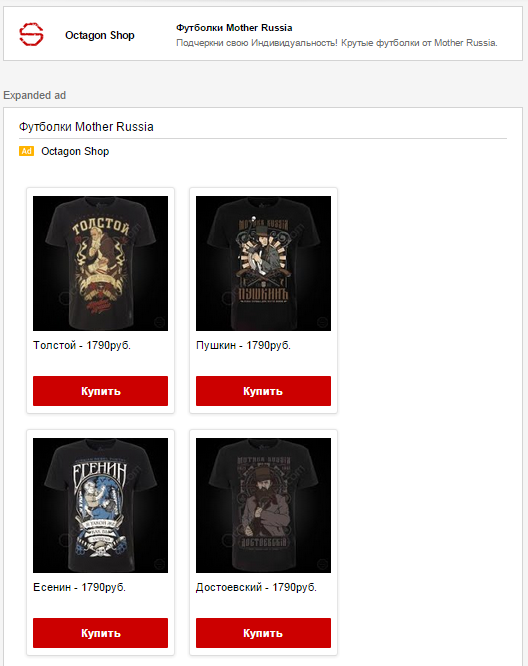 Octagon Shop
Футболки Mother Russia
Подчеркни свою Индивидуальность! Крутые футболки от Mother Russia.
Expanded ad
Футболки Mother Russia
Ad Octagon Shop
ТОЛСТОЙ
MOTHER RUSSIA
ПУШКИНЪ
Толстой - 1790руб.
Пушкин - 1790руб.
Купить
Купить
ЕСЕНИН
MOTHER RUSSIA
ДОСТОЕВСКIЙ
Есенин - 1790руб.
Достоевский - 1790руб.
Купить
Купить